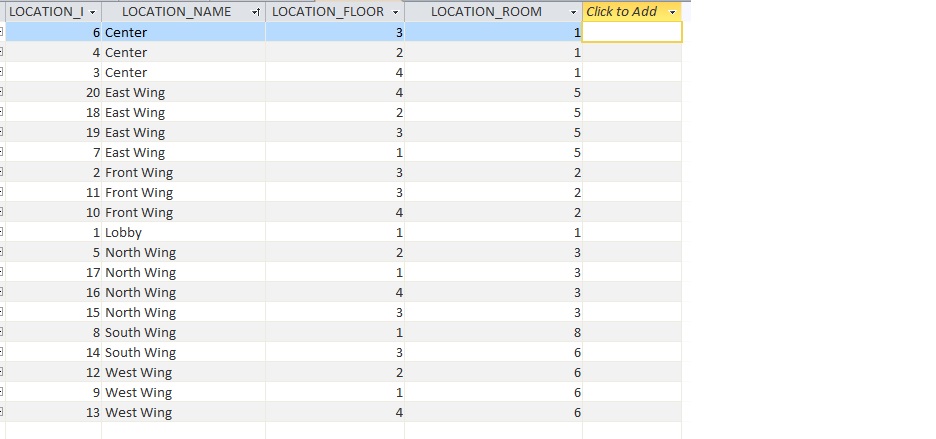 LOCATION_I LOCATION_NAME LOCATION_FLOOR LOCATION_ROOM Click to Add
6 Center 3 1
4 Center 2 1
3 Center 4 1
20 East Wing 4 5
18 East Wing 2 5
19 East Wing 3 5
7 East Wing 1 5
2 Front Wing 3 2
11 Front Wing 3 2
10 Front Wing 4 2
1 Lobby 1 1
5 North Wing 2 3
17 North Wing 1 3
16 North Wing 4 3
15 North Wing 3 3
8 South Wing 1 8
14 South Wing 3 6
12 West Wing 2 6
9 West Wing 1 6
13 West Wing 4 6